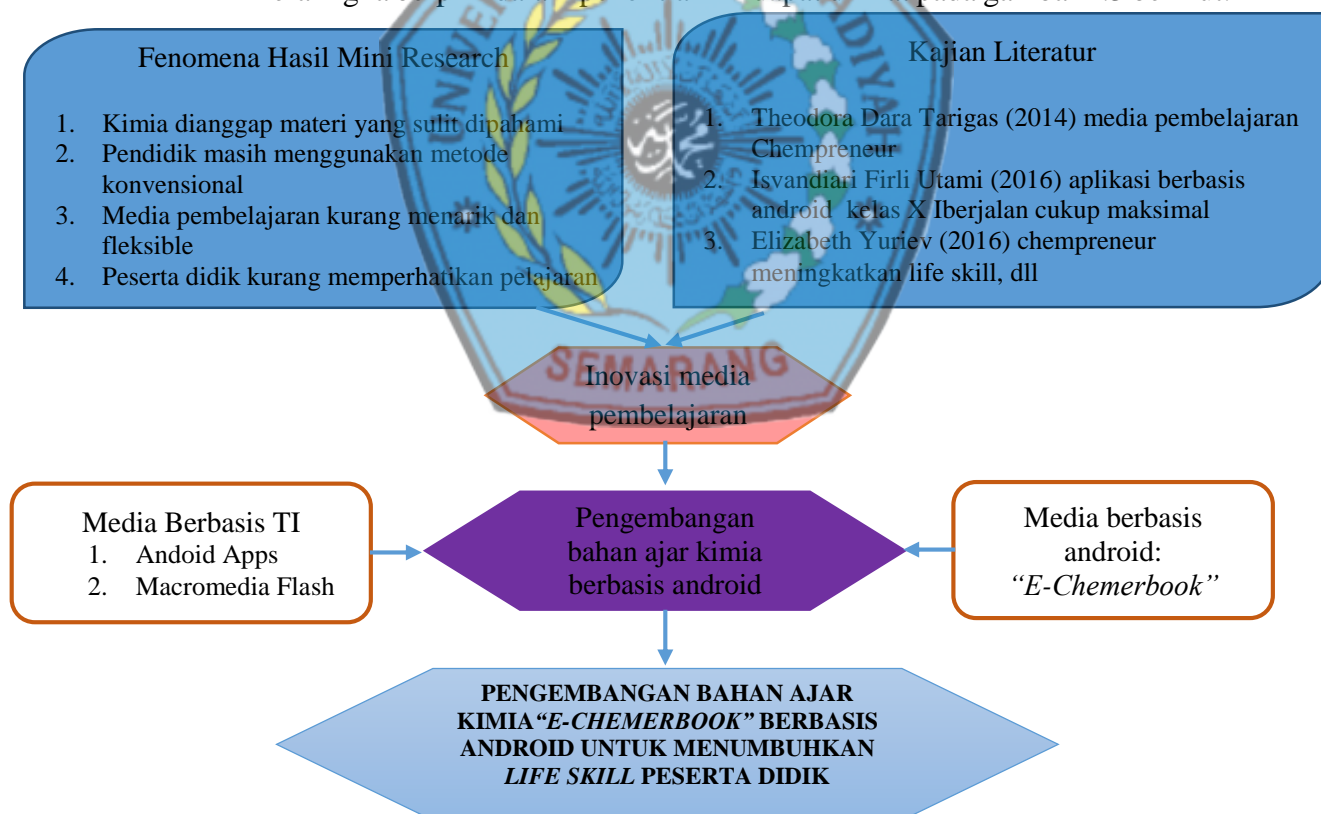 Fenomena Hasil Mini Research
1. Kimia dianggap materi yang sulit dipahami
2. Pendidik masih menggunakan metode
konvensional
3. Media pembelajaran kurang menarik dan
fleksible
4. Peserta didik kurang memperhatikan pelajaran
Kajian Literatur
1. Theodora Dara Tarigas (2014) media pembelajaran
Chempreneur
2. Isvandiari Firli Utami (2016) aplikasi berbasis
android kelas X Iberjalan cukup maksimal
3. Elizabeth Yuriev (2016) chempreneur
meningkatkan life skill, dll
SEMARANG
Inovasi media
pembelajaran
Media Berbasis TI
1. Andoid Apps
2. Macromedia Flash
Pengembangan
bahan ajar kimia
berbasis android
Media berbasis
android:
“E-Chemerbook”
PENGEMBANGAN BAHAN AJAR
KIMIA“E-CHEMERBOOK” BERBASIS
ANDROID UNTUK MENUMBUHKAN
LIFE SKILL PESERTA DIDIK